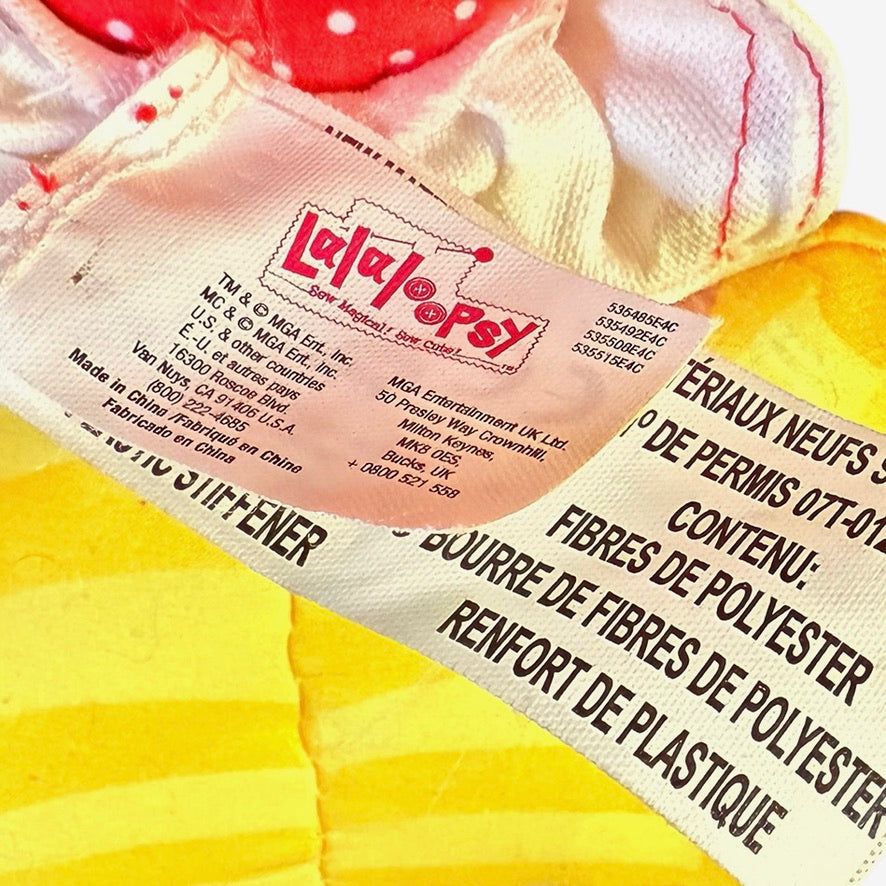 Lalaloopsy
Sew Magical! Sew Cute!
TM
535485E4C
535492E4C
535508E4C
535515E4C
TM & © MGA Ent., Inc.
MC & © MGA Ent., Inc.
U.S. & other countries
É.-U. et autres pays
16300 Roscoe Blvd.
Van Nuys, CA 91406 U.S.A.
(800) 222-4685
Made in China /Fabriqué en Chine
Fabricado en China
China
MGA Entertainment UK Ltd.
50 Presley Way Crownhill,
Milton Keynes,
MK8 0ES,
Bucks, UK
+ 0800 521 558
STIFFENER
TÉRIAUX NEUFS
DE PERMIS 07T-01
CONTENU:
FIBRES DE POLYESTER
BOURRE DE FIBRES DE POLYESTER
RENFORT DE PLASTIQUE